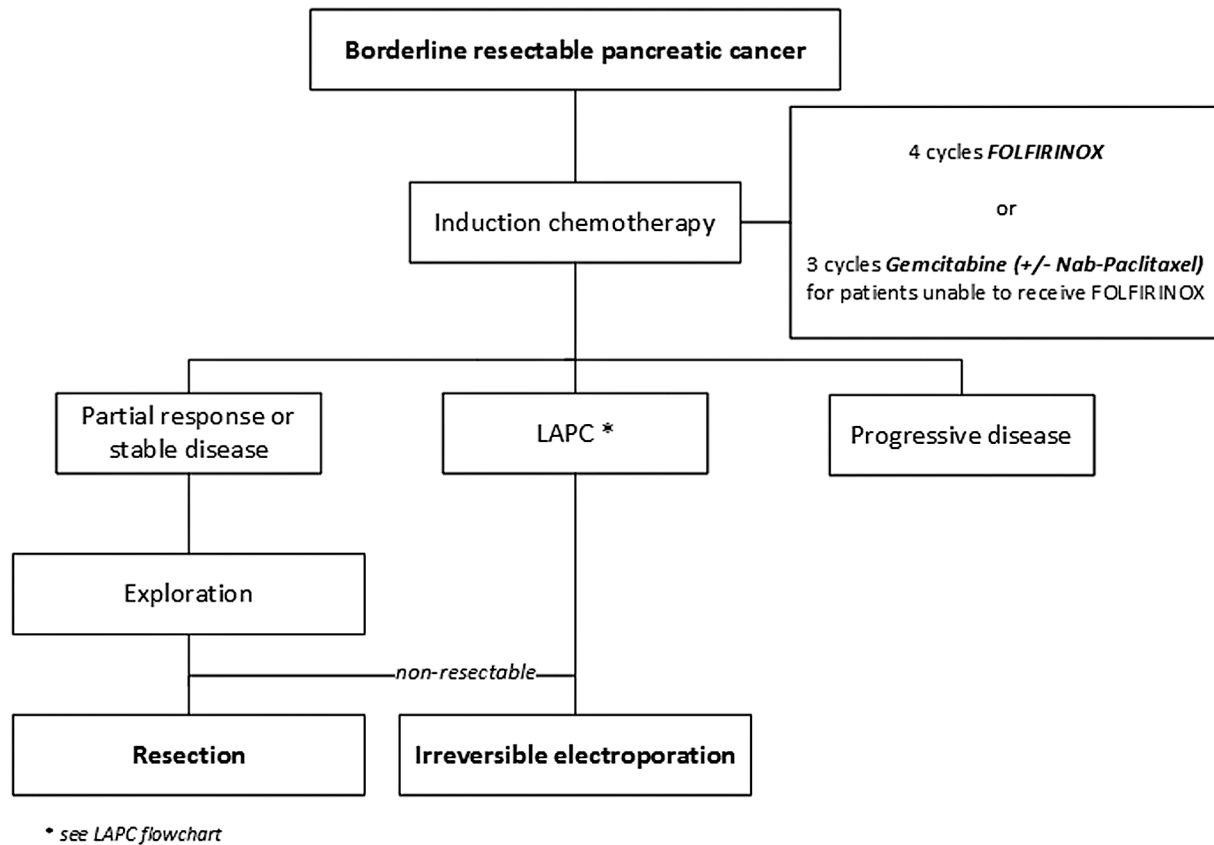 Borderline resectable pancreatic cancer
4 cycles FOLFIRINOX
or
3 cycles Gemcitabine (+/- Nab-Paclitaxel)
for patients unable to receive FOLFIRINOX
Induction chemotherapy
Partial response or
stable disease
LAPC *
Progressive disease
Exploration
non-resectable
Resection
Irreversible electroporation
* see LAPC flowchart